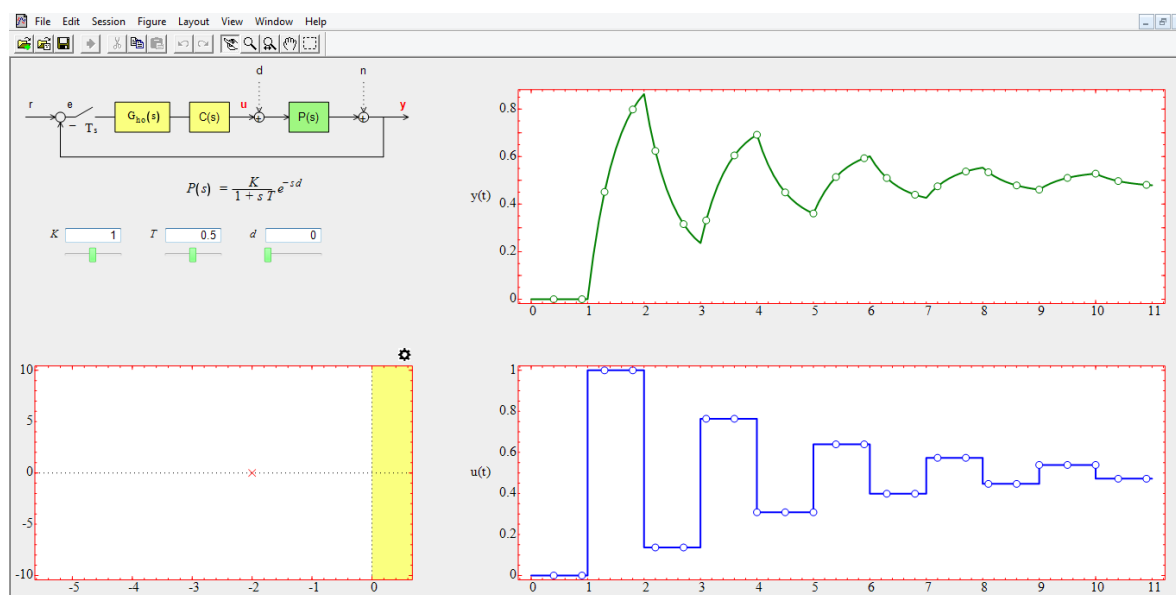 File Edit Session Figure Layout View Window Help
d n
r e u y
G_ho(s) C(s) P(s)
− T_s + +
P(s) = K / (1 + s T) e^{-sd}
K 1 T 0.5 d 0
0.8
0.6
y(t)
0.4
0.2
0
0 1 2 3 4 5 6 7 8 9 10 11
10
5
0
-5
-10
-5 -4 -3 -2 -1 0
1
0.8
0.6
u(t)
0.4
0.2
0
0 1 2 3 4 5 6 7 8 9 10 11